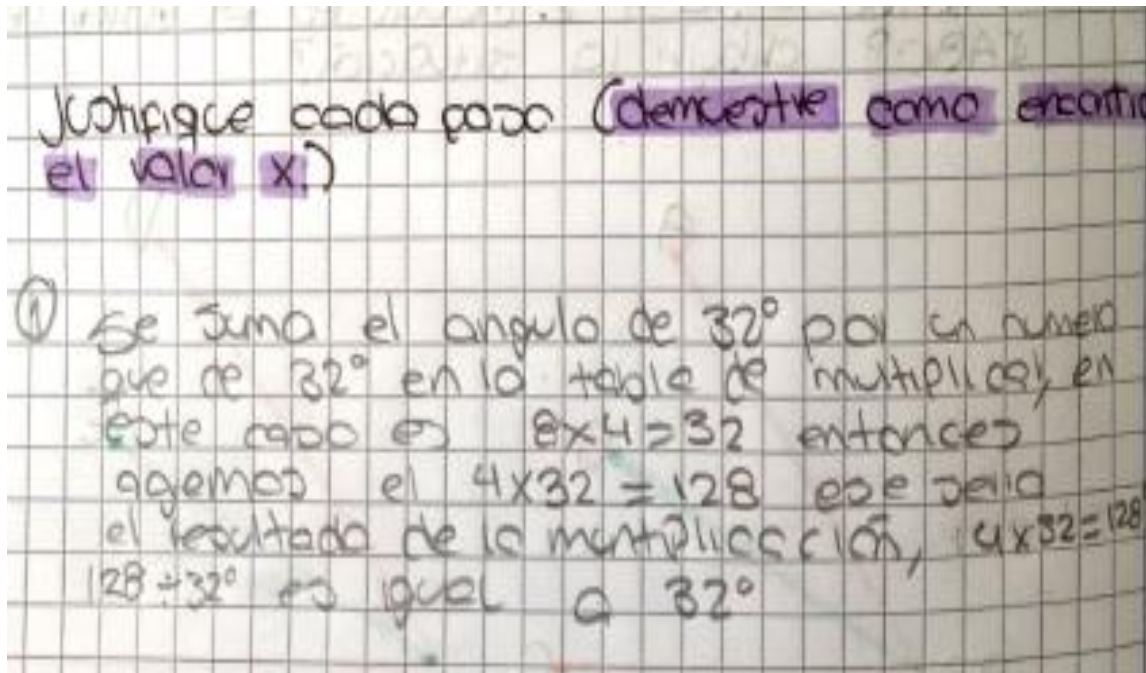 Justifique cada paso (demuestre como encontr
el valor x.)
① Se suma el angulo de 32° por un numero
que de 32° en la tabla de multiplicar, en
este caso es 8x4=32 entonces
agemos el 4x32=128 ese seria
el resultado de la mentiplicación, 4x32=128
128÷32° es igual a 32°